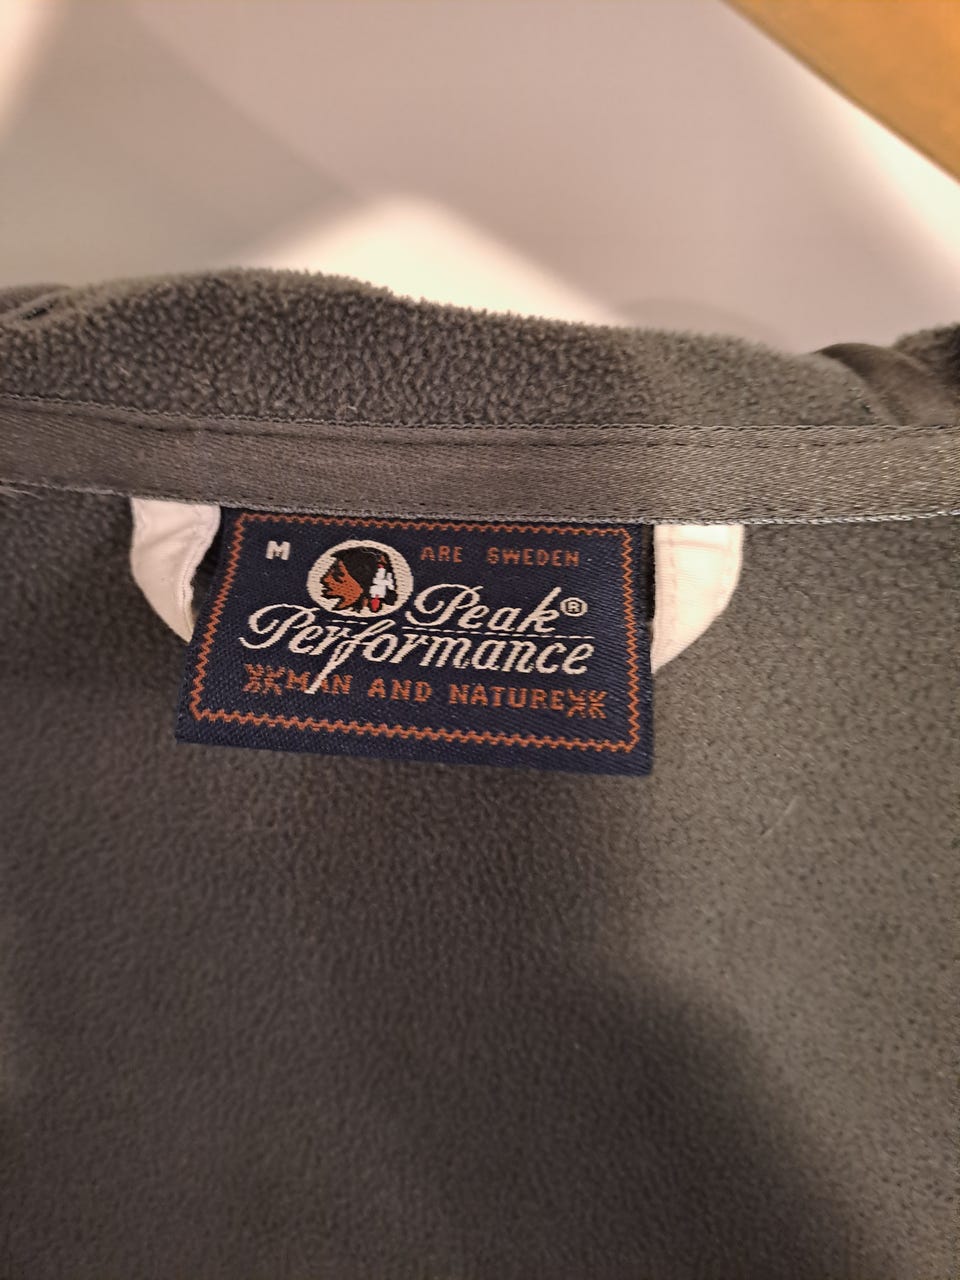 M ARE SWEDEN
Peak®
Performance
MAN AND NATURE